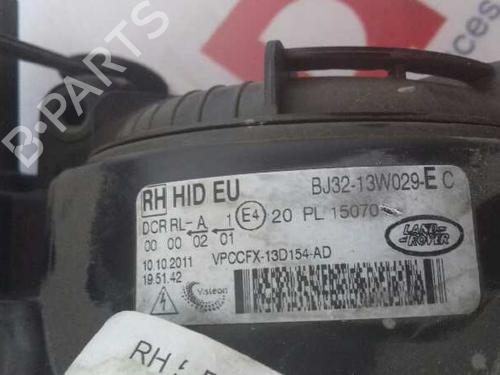 B-PARTS
RH HID EU BJ32-13W029-E C
DCR RL-A 1 E4 20 PL 15070
00 00 02 01
10.10.2011 VPCCFX-13D154-AD
19.51.42
Visteon
LAND
ROVER
RH